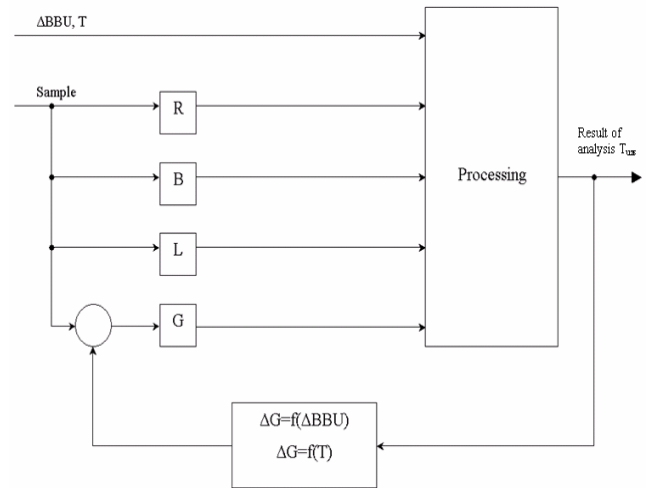 ΔBBU, T
Sample
R
B
L
G
Processing
Result of
analysis
ΔG=f(ΔBBU)
ΔG=f(T)